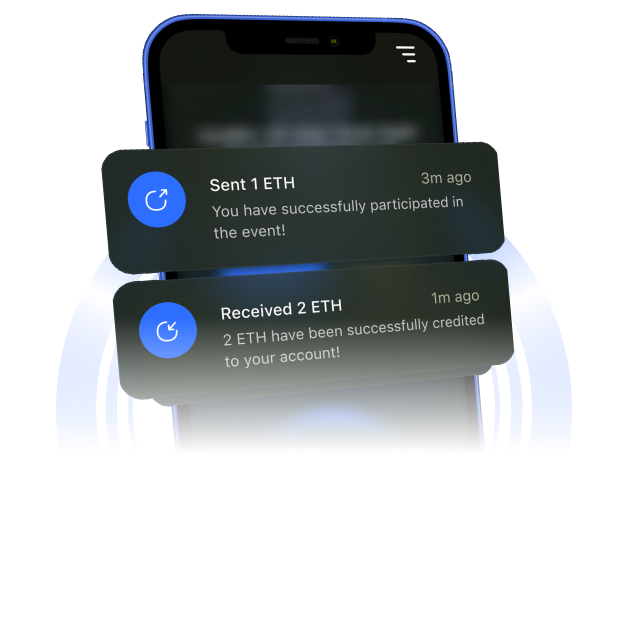 Sent 1 ETH
3m ago
You have successfully participated in
the event!
Received 2 ETH
1m ago
2 ETH have been successfully credited
to your account!